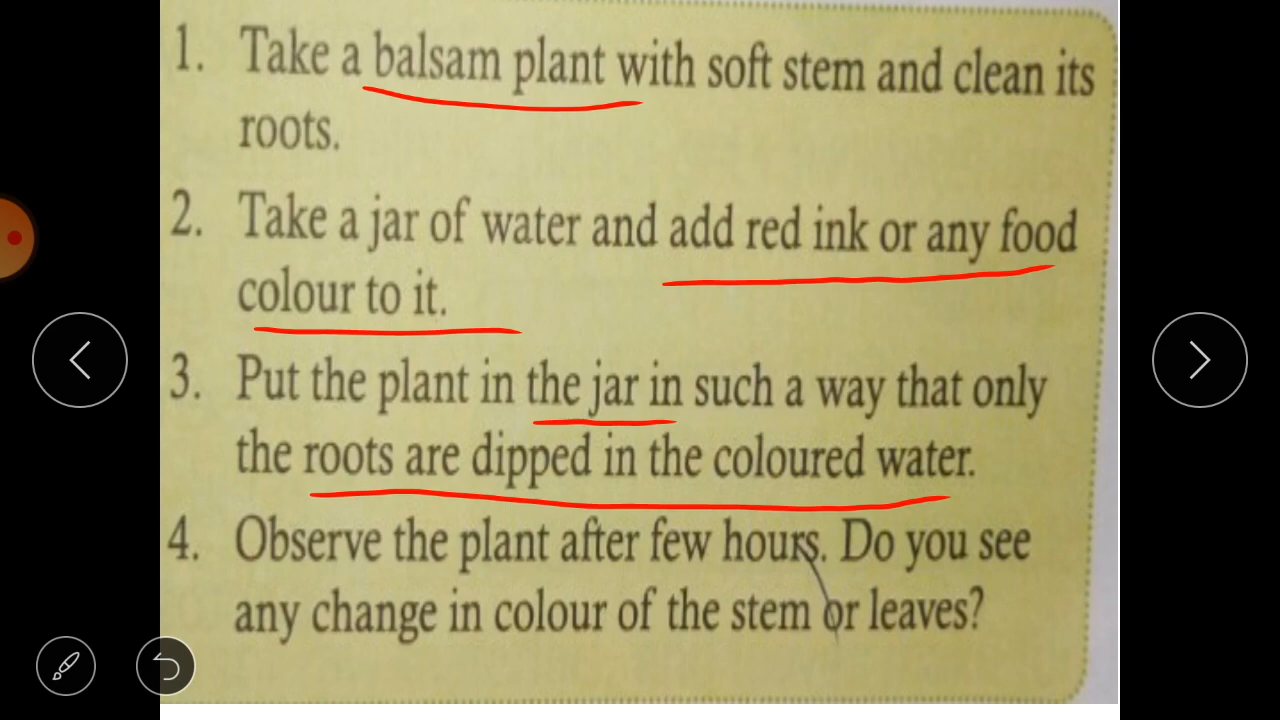 1. Take a balsam plant with soft stem and clean its
roots.
2. Take a jar of water and add red ink or any food
colour to it.
3. Put the plant in the jar in such a way that only
the roots are dipped in the coloured water.
4. Observe the plant after few hours. Do you see
any change in colour of the stem or leaves?